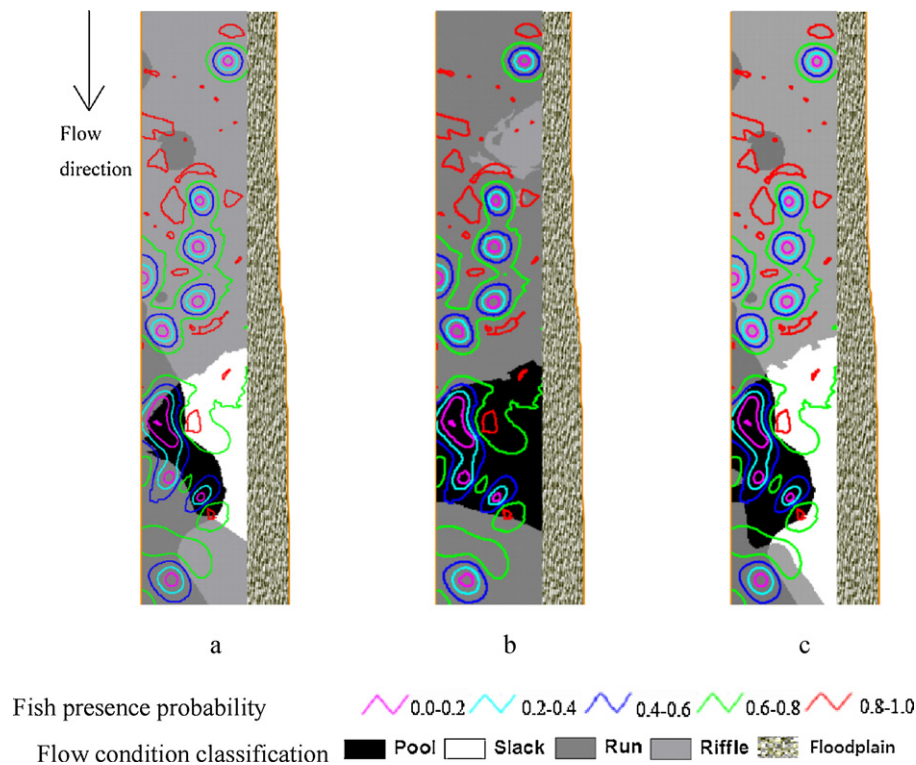 Flow
direction
a b c
Fish presence probability 0.0-0.2 0.2-0.4 0.4-0.6 0.6-0.8 0.8-1.0
Flow condition classification Pool Slack Run Riffle Floodplain